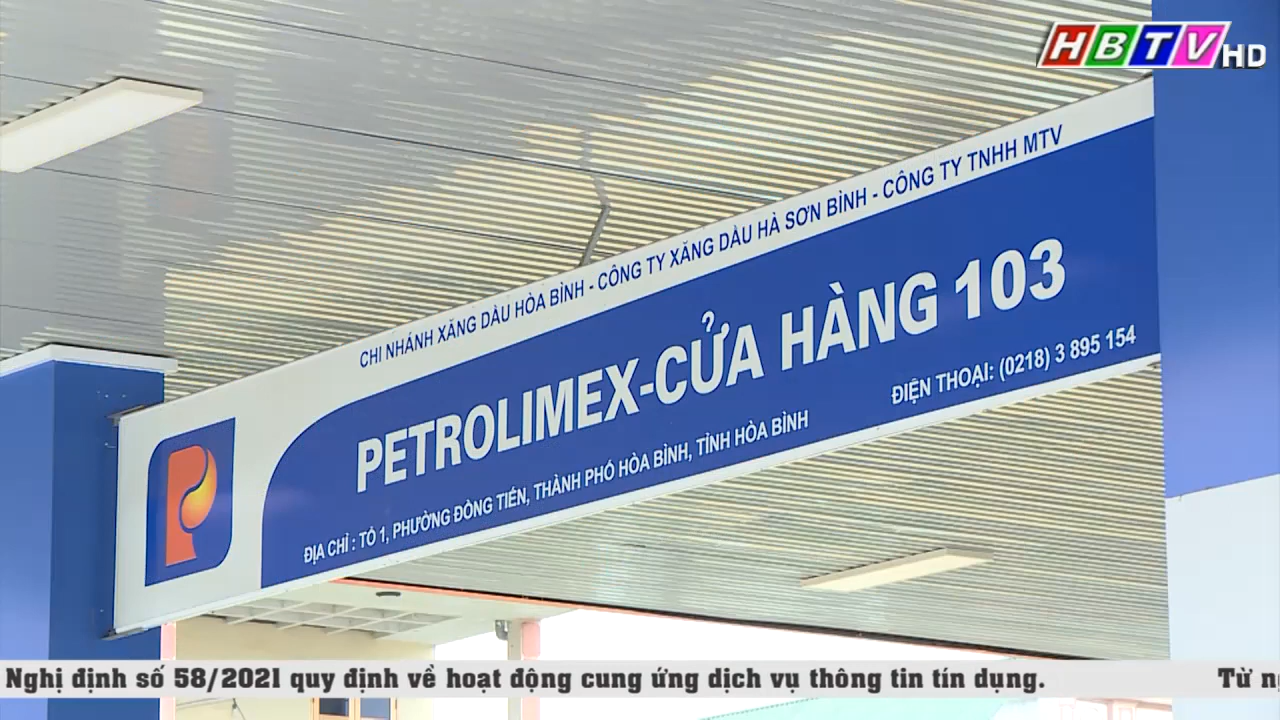 HBTV HD
CHI NHÁNH XĂNG DẦU HÒA BÌNH - CÔNG TY XĂNG DẦU HÀ SƠN BÌNH - CÔNG TY TNHH MTV
PETROLIMEX-CỬA HÀNG 103
ĐIỆN THOẠI: (0218) 3 895 154
ĐỊA CHỈ : TỔ 1, PHƯỜNG ĐỒNG TIẾN, THÀNH PHỐ HÒA BÌNH, TỈNH HÒA BÌNH
P
Nghị định số 58/2021 quy định về hoạt động cung ứng dịch vụ thông tin tín dụng. Từ